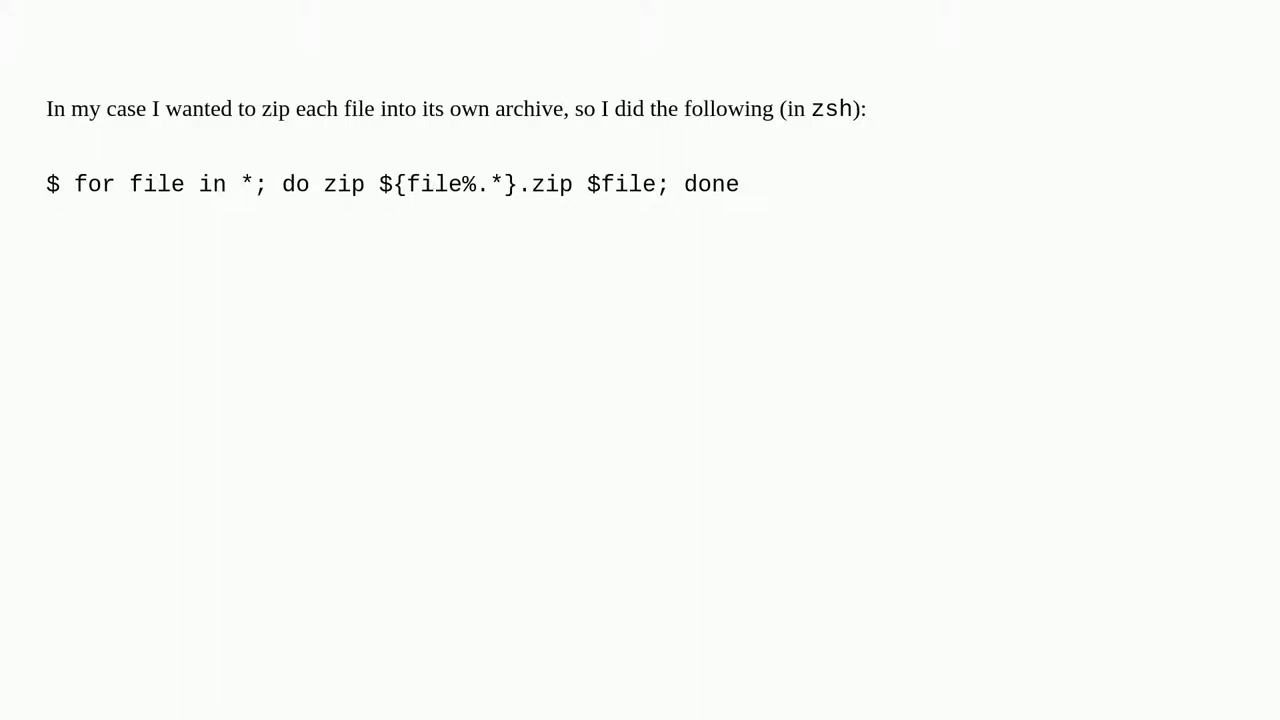 In my case I wanted to zip each file into its own archive, so I did the following (in zsh):
$ for file in *; do zip ${file%.*}.zip $file; done